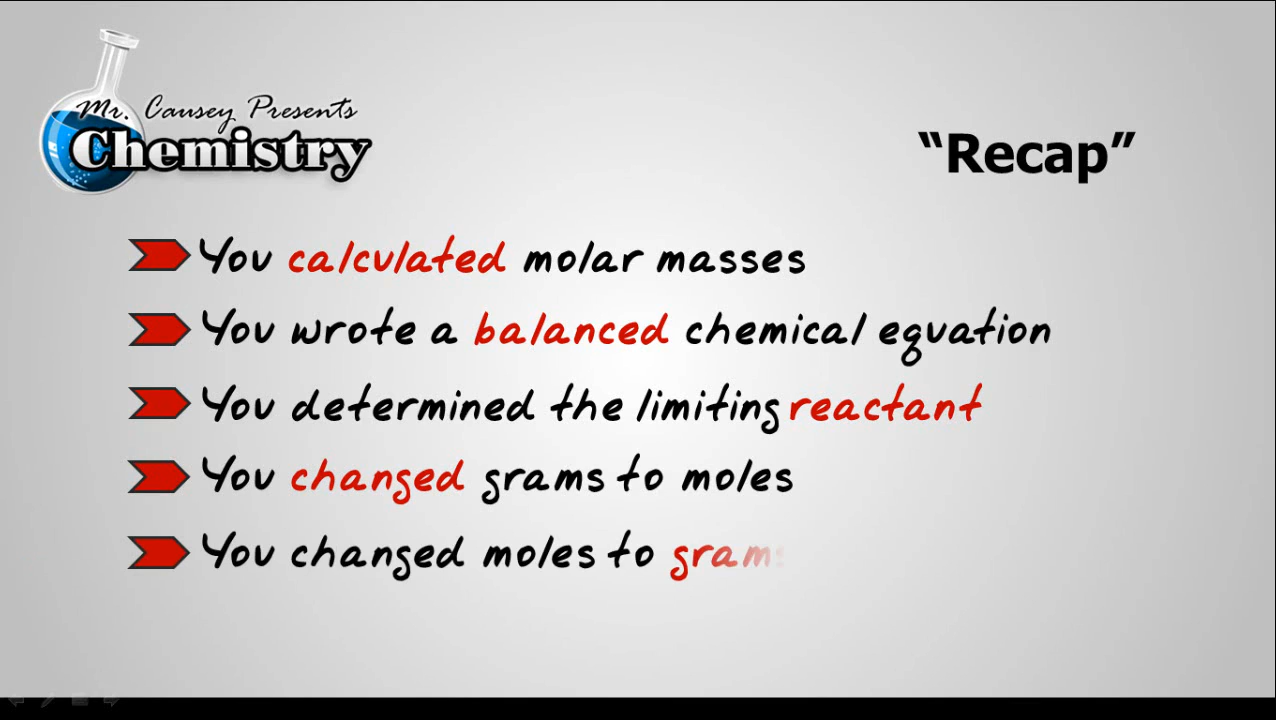 Mr. Causey Presents
Chemistry
“Recap”
You calculated molar masses
You wrote a balanced chemical equation
You determined the limiting reactant
You changed grams to moles
You changed moles to grams